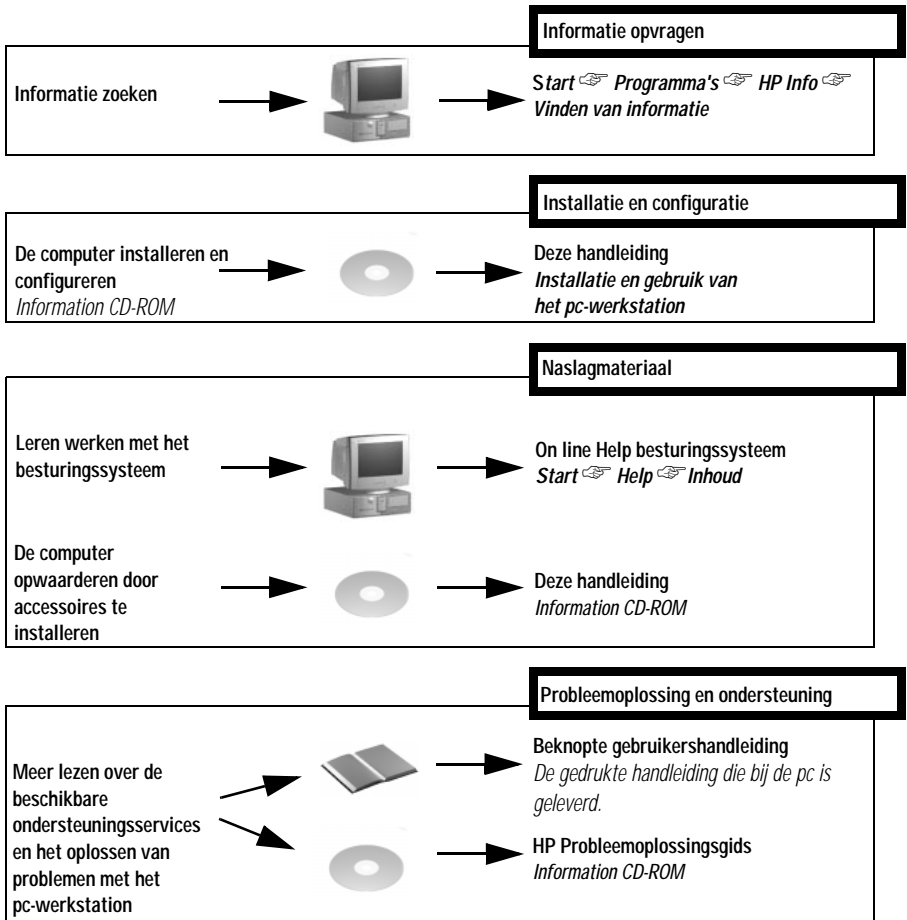 Informatie opvragen
Informatie zoeken
Start ☞ Programma's ☞ HP Info ☞
Vinden van informatie
Installatie en configuratie
De computer installeren en
configureren
Information CD-ROM
Deze handleiding
Installatie en gebruik van
het pc-werkstation
Naslagmateriaal
Leren werken met het
besturingssysteem
On line Help besturingssysteem
Start ☞ Help ☞ Inhoud
De computer
opwaarderen door
accessoires te
installeren
Deze handleiding
Information CD-ROM
Probleemoplossing en ondersteuning
Meer lezen over de
beschikbare
ondersteuningsservices
en het oplossen van
problemen met het
pc-werkstation
Beknopte gebruikershandleiding
De gedrukte handleiding die bij de pc is
geleverd.
HP Probleemoplossingsgids
Information CD-ROM